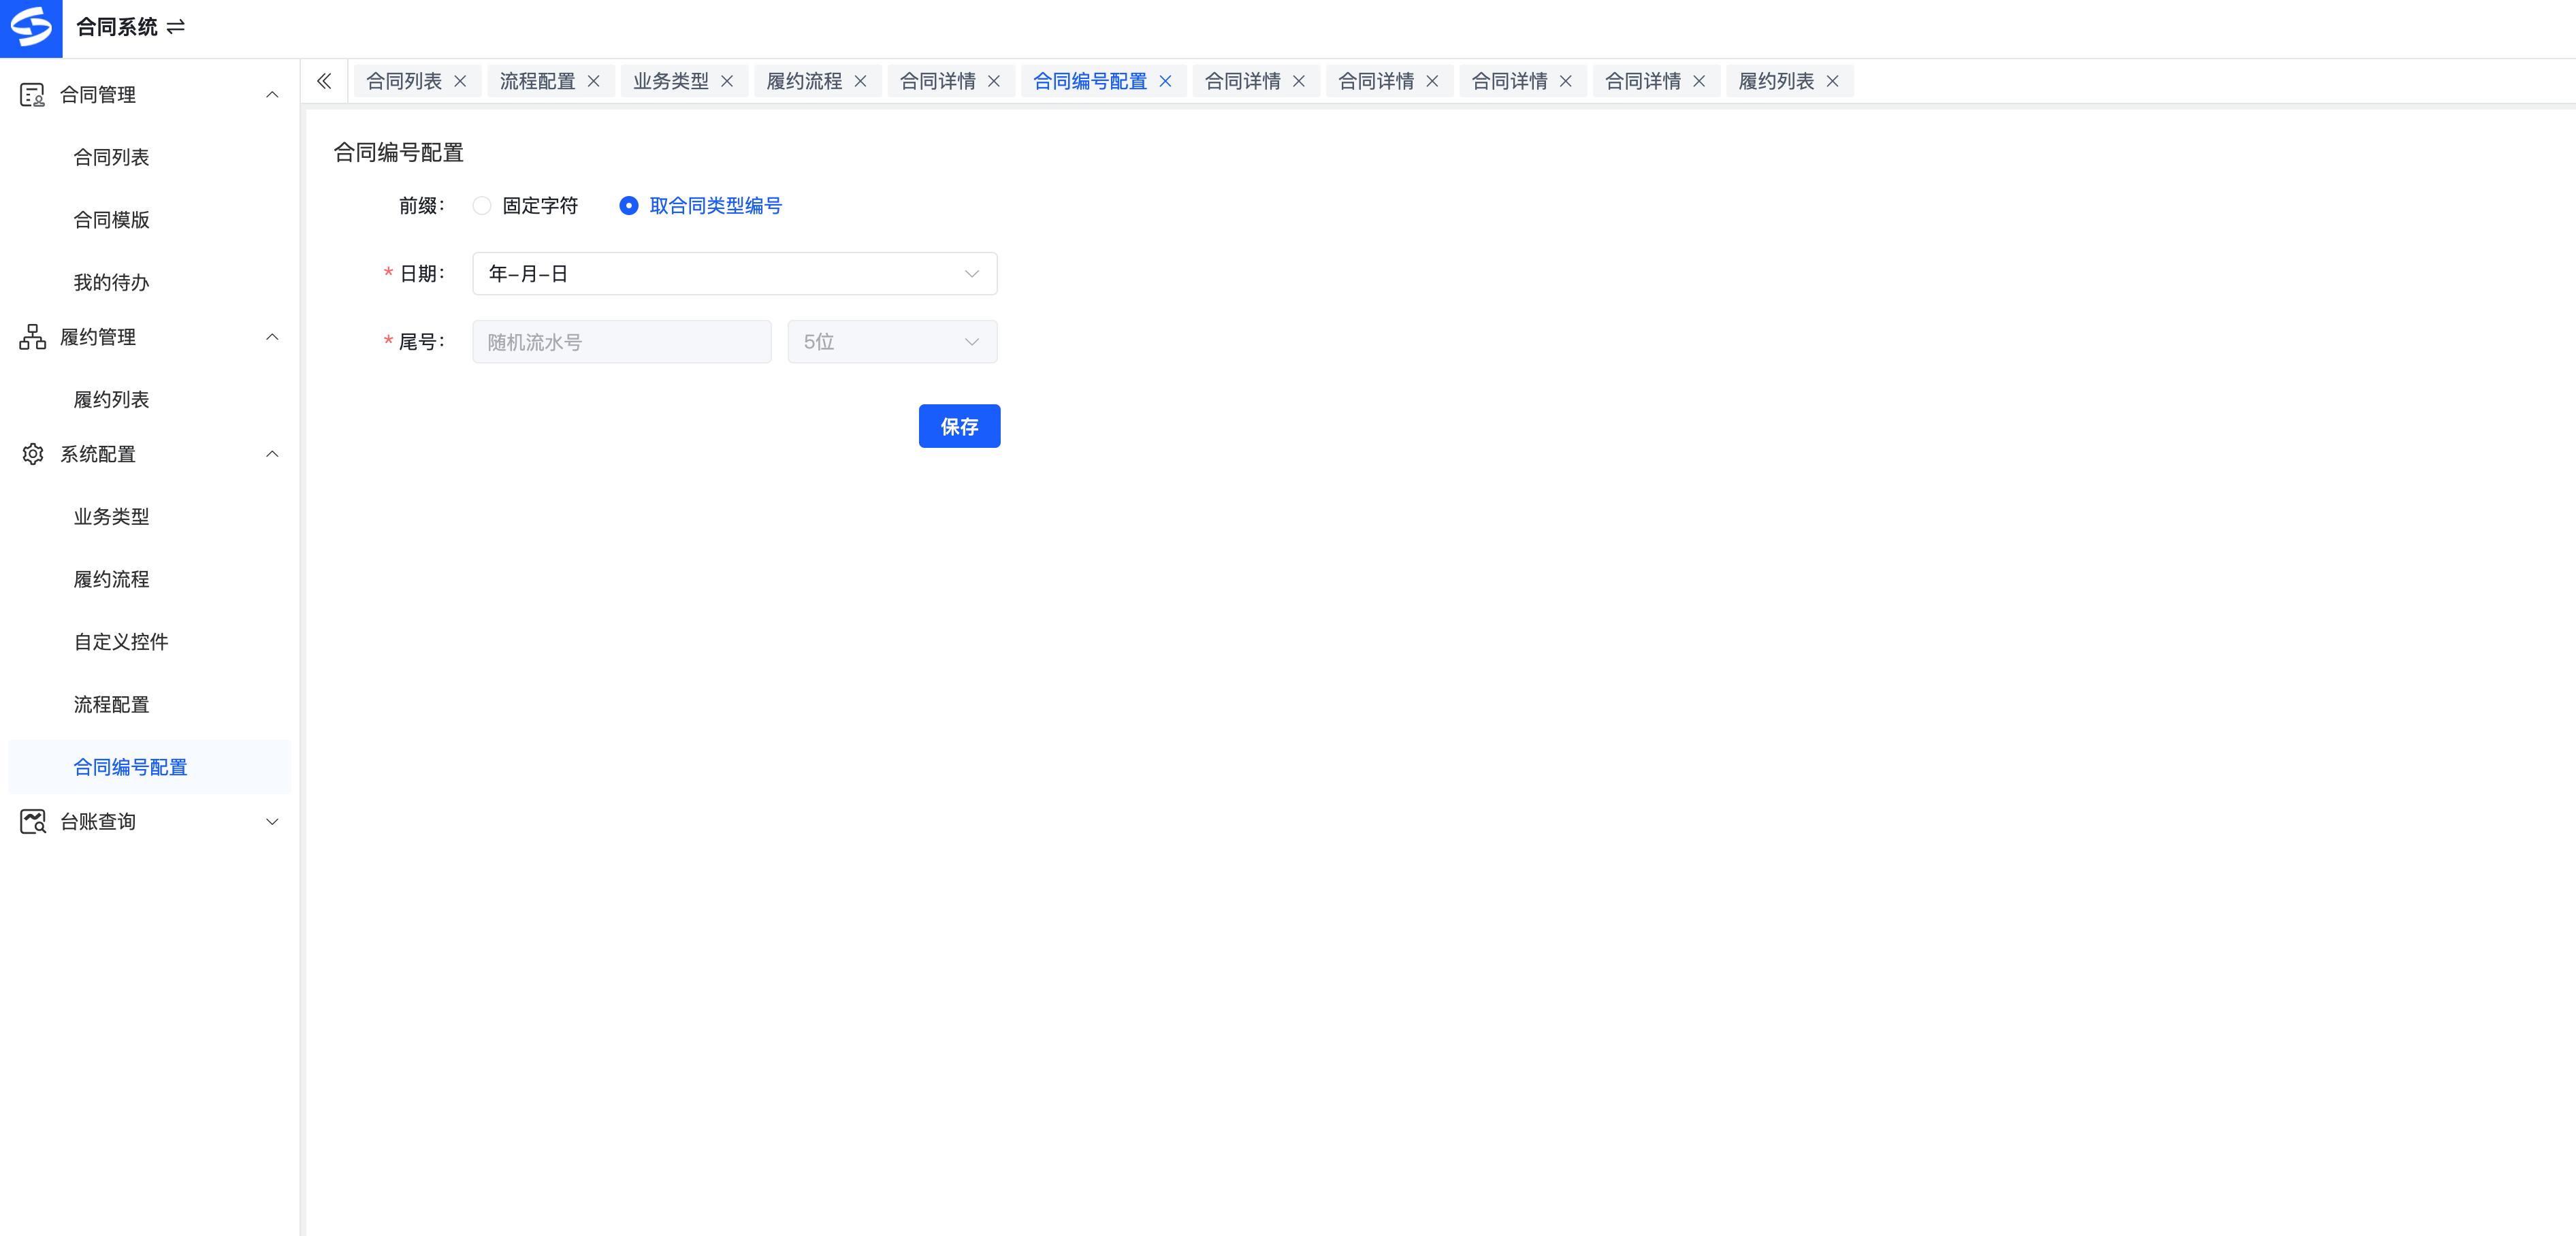 合同系统
合同管理
合同列表
合同模版
我的待办
履约管理
履约列表
系统配置
业务类型
履约流程
自定义控件
流程配置
合同编号配置
台账查询
合同列表 流程配置 业务类型 履约流程 合同详情 合同编号配置 合同详情 合同详情 合同详情 合同详情 履约列表
合同编号配置
前缀： 固定字符 取合同类型编号
* 日期： 年-月-日
* 尾号： 随机流水号 5位
保存